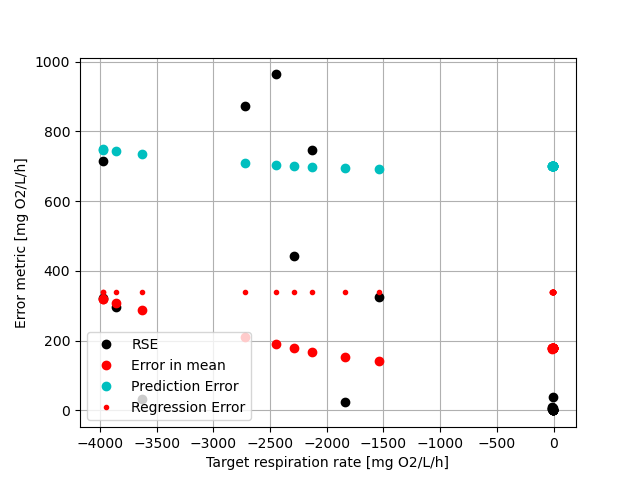 1000
800
600
400
200
0
Error metric [mg O2/L/h]
RSE
Error in mean
Prediction Error
Regression Error
−4000 −3500 −3000 −2500 −2000 −1500 −1000 −500 0
Target respiration rate [mg O2/L/h]